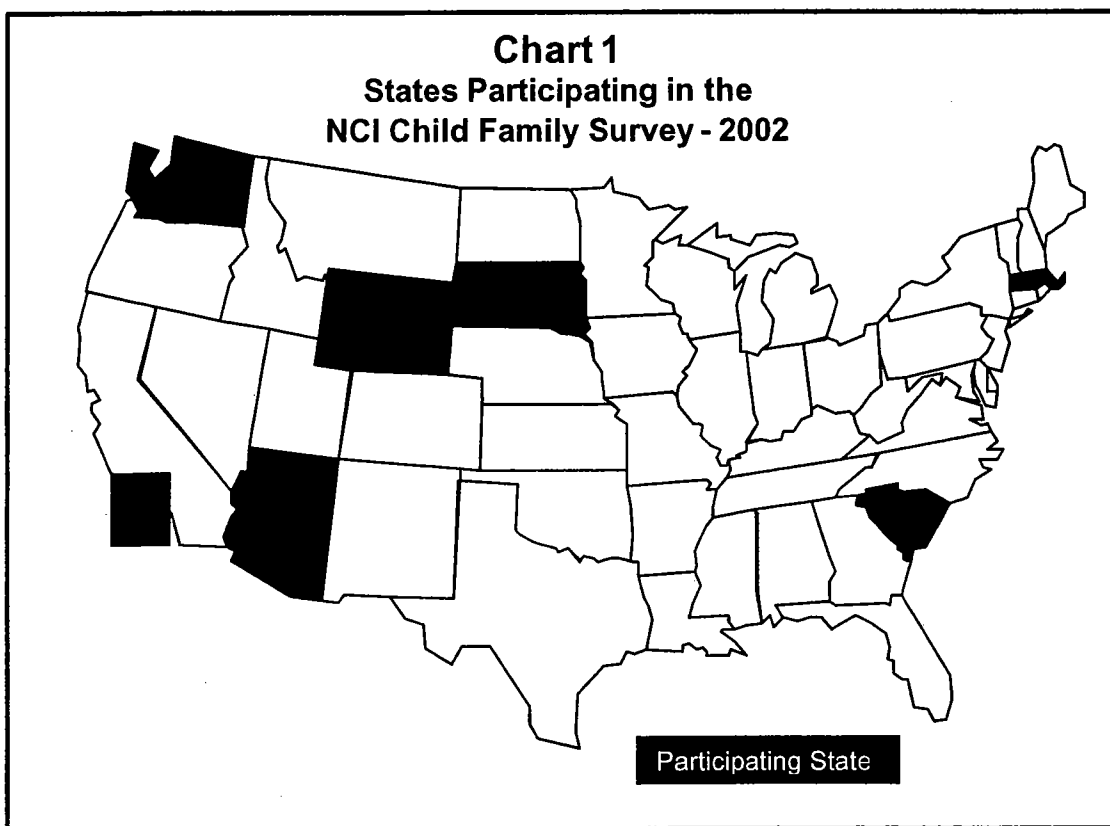 Chart 1
States Participating in the
NCI Child Family Survey - 2002
Participating State